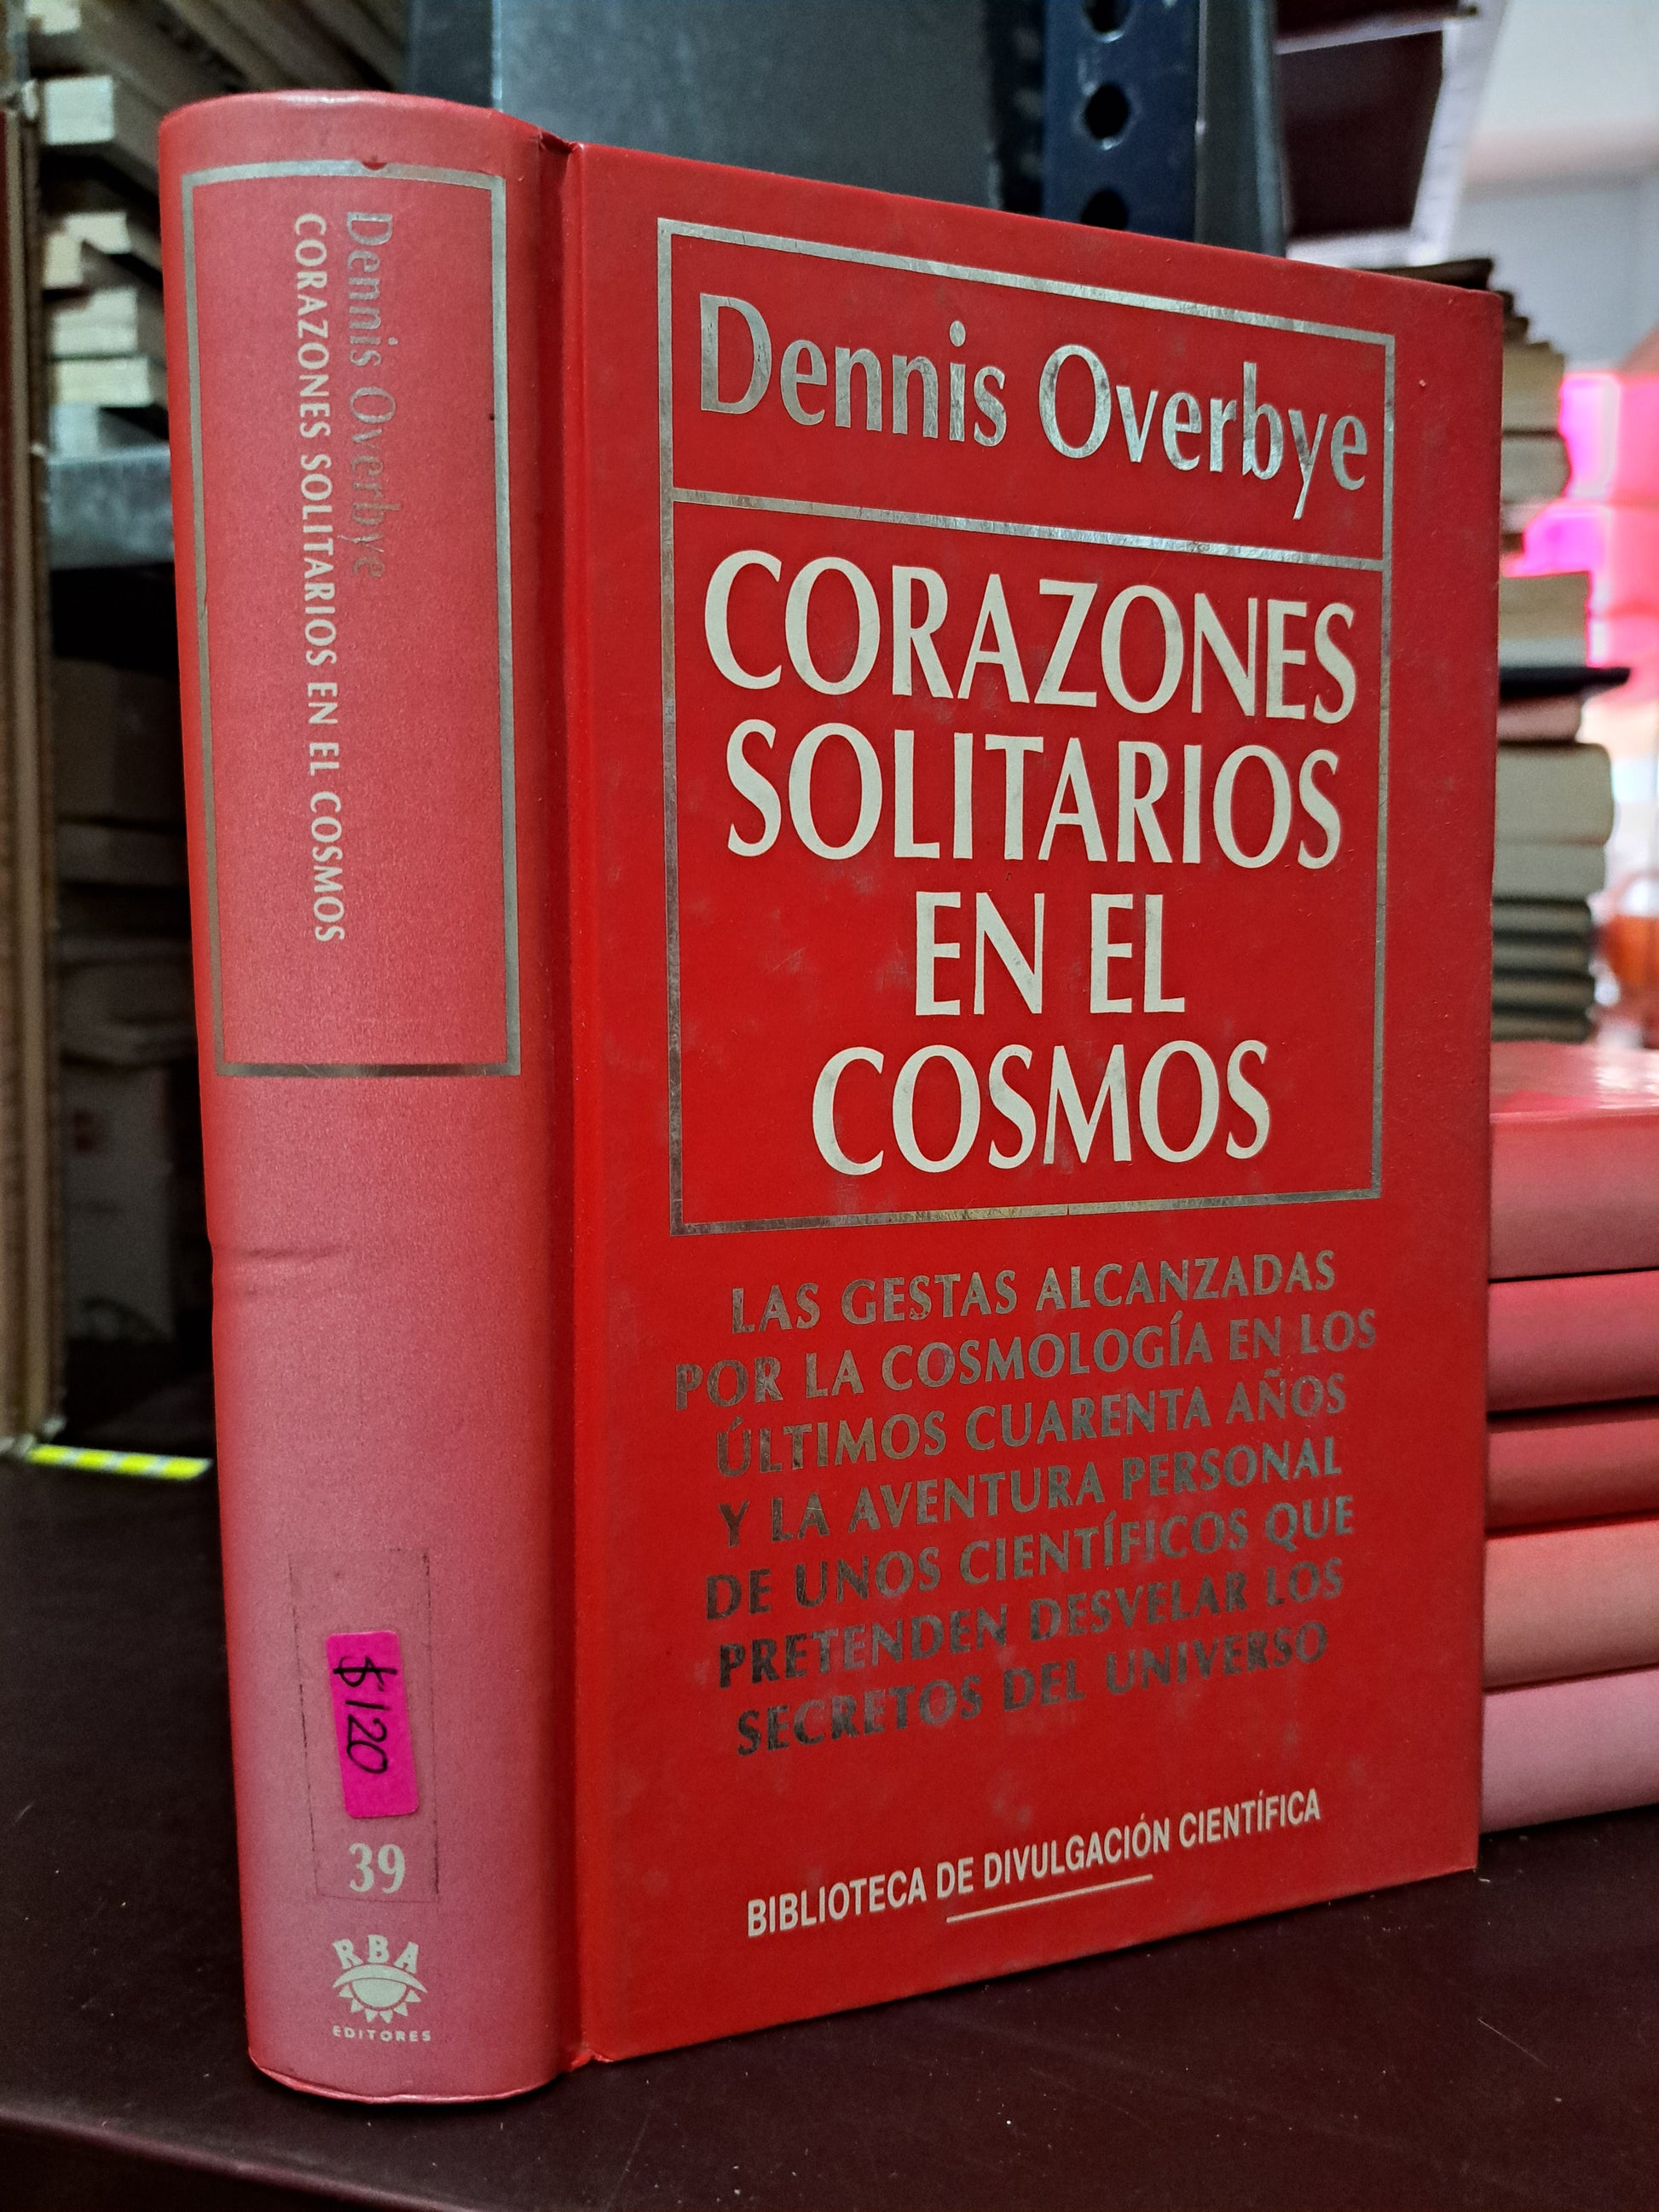 Dennis Overbye
CORAZONES SOLITARIOS EN EL COSMOS
$120
39
RBA
EDITORES
Dennis Overbye
CORAZONES
SOLITARIOS
EN EL
COSMOS
LAS GESTAS ALCANZADAS
POR LA COSMOLOGÍA EN LOS
ÚLTIMOS CUARENTA AÑOS
Y LA AVENTURA PERSONAL
DE UNOS CIENTÍFICOS QUE
PRETENDEN DESVELAR LOS
SECRETOS DEL UNIVERSO
BIBLIOTECA DE DIVULGACIÓN CIENTÍFICA